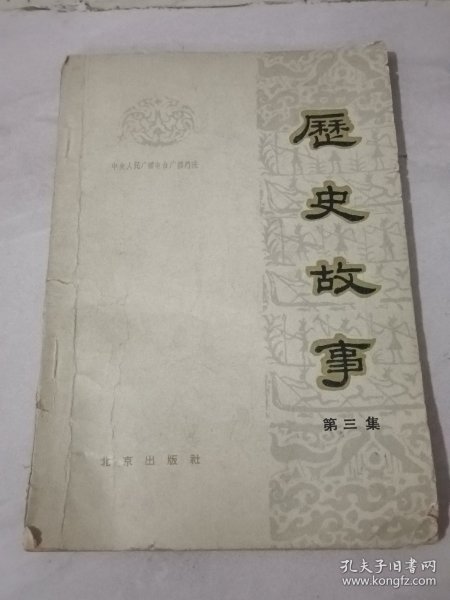 歷史故事
第三集
中央人民广播电台广播稿选
北京出版社
孔夫子旧书网
www.kongfz.com